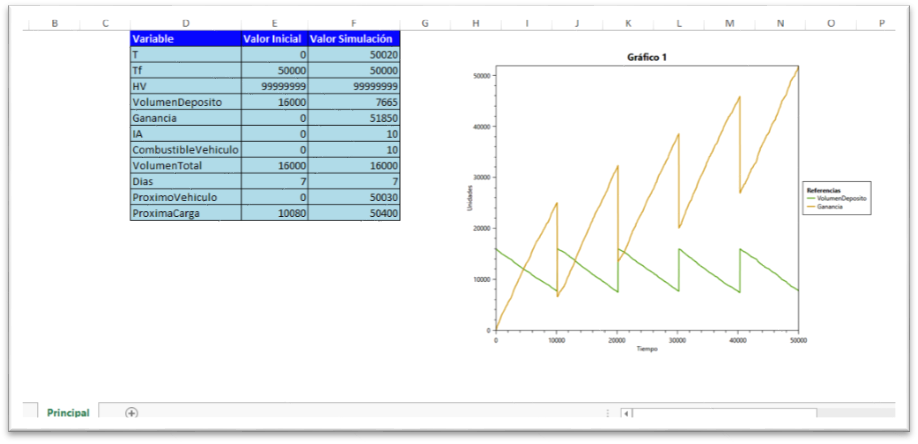 B C D E F G H I J K L M N O P
Variable Valor Inicial Valor Simulación
T 0 50020
Tf 50000 50000
HV 99999999 99999999
VolumenDeposito 16000 7665
Ganancia 0 51850
IA 0 10
CombustibleVehiculo 0 10
VolumenTotal 16000 16000
Dias 7 7
ProximoVehiculo 0 50030
ProximaCarga 10080 50400
Gráfico 1
50000
40000
30000
20000
10000
0
Unidades
0 10000 20000 30000 40000 50000
Tiempo
Referencias
VolumenDeposito
Ganancia
Principal